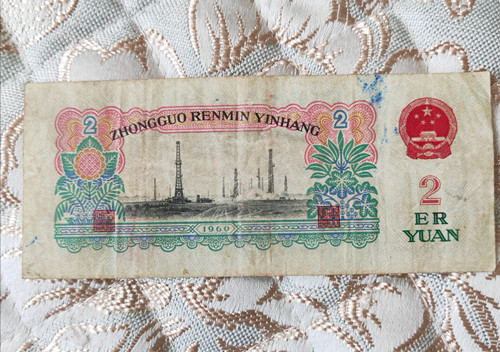 2
ZHONGGUO RENMIN YINHANG
2
1960
2
ER
YUAN